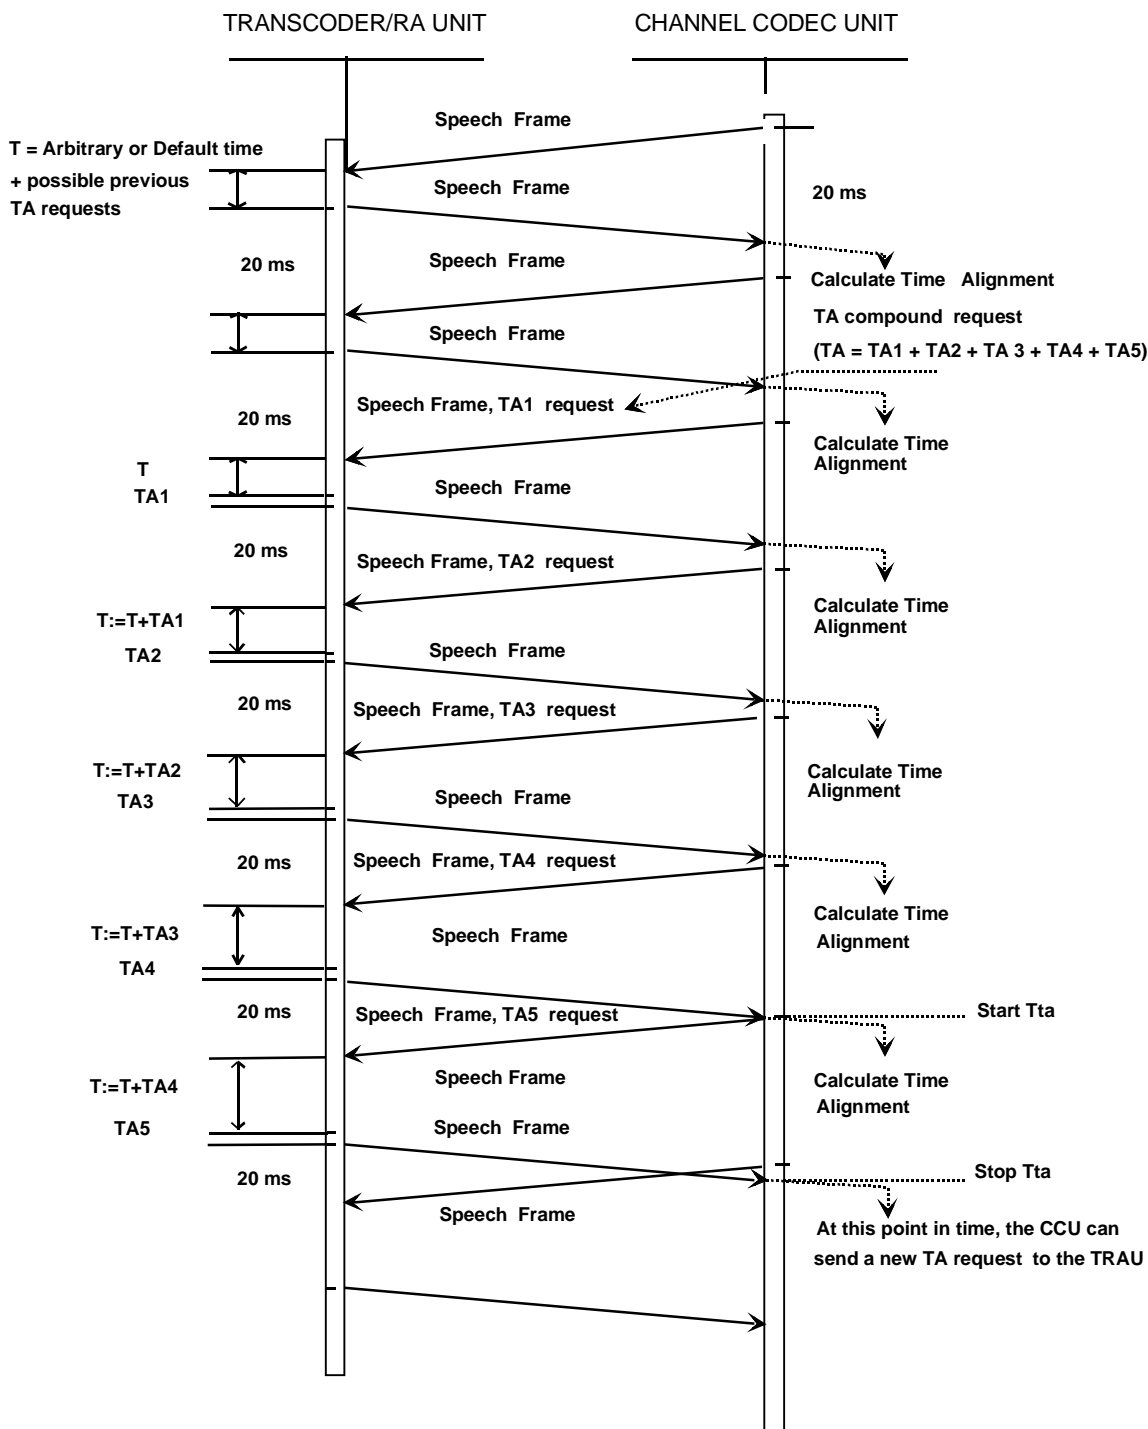 TRANSCODER/RA UNIT
CHANNEL CODEC UNIT
Speech Frame
T = Arbitrary or Default time
+ possible previous
TA requests
Speech Frame
20 ms
20 ms
Speech Frame
Calculate Time Alignment
TA compound request
(TA = TA1 + TA2 + TA 3 + TA4 + TA5)
Speech Frame
20 ms
Speech Frame, TA1 request
Calculate Time
Alignment
T
TA1
Speech Frame
20 ms
Speech Frame, TA2 request
Calculate Time
Alignment
T:=T+TA1
TA2
Speech Frame
20 ms
Speech Frame, TA3 request
Calculate Time
Alignment
T:=T+TA2
TA3
Speech Frame
20 ms
Speech Frame, TA4 request
Calculate Time
Alignment
T:=T+TA3
TA4
Speech Frame
20 ms
Speech Frame, TA5 request
Start Tta
Calculate Time
Alignment
T:=T+TA4
TA5
Speech Frame
Speech Frame
20 ms
Stop Tta
Speech Frame
At this point in time, the CCU can
send a new TA request to the TRAU